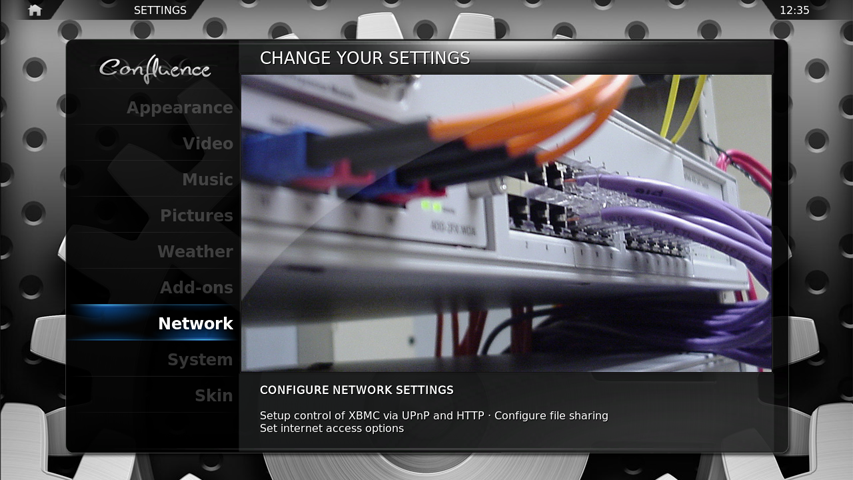 SETTINGS
12:35
Confluence
CHANGE YOUR SETTINGS
Appearance
Video
Music
Pictures
Weather
Add-ons
Network
System
Skin
CONFIGURE NETWORK SETTINGS
Setup control of XBMC via UPnP and HTTP · Configure file sharing
Set internet access options